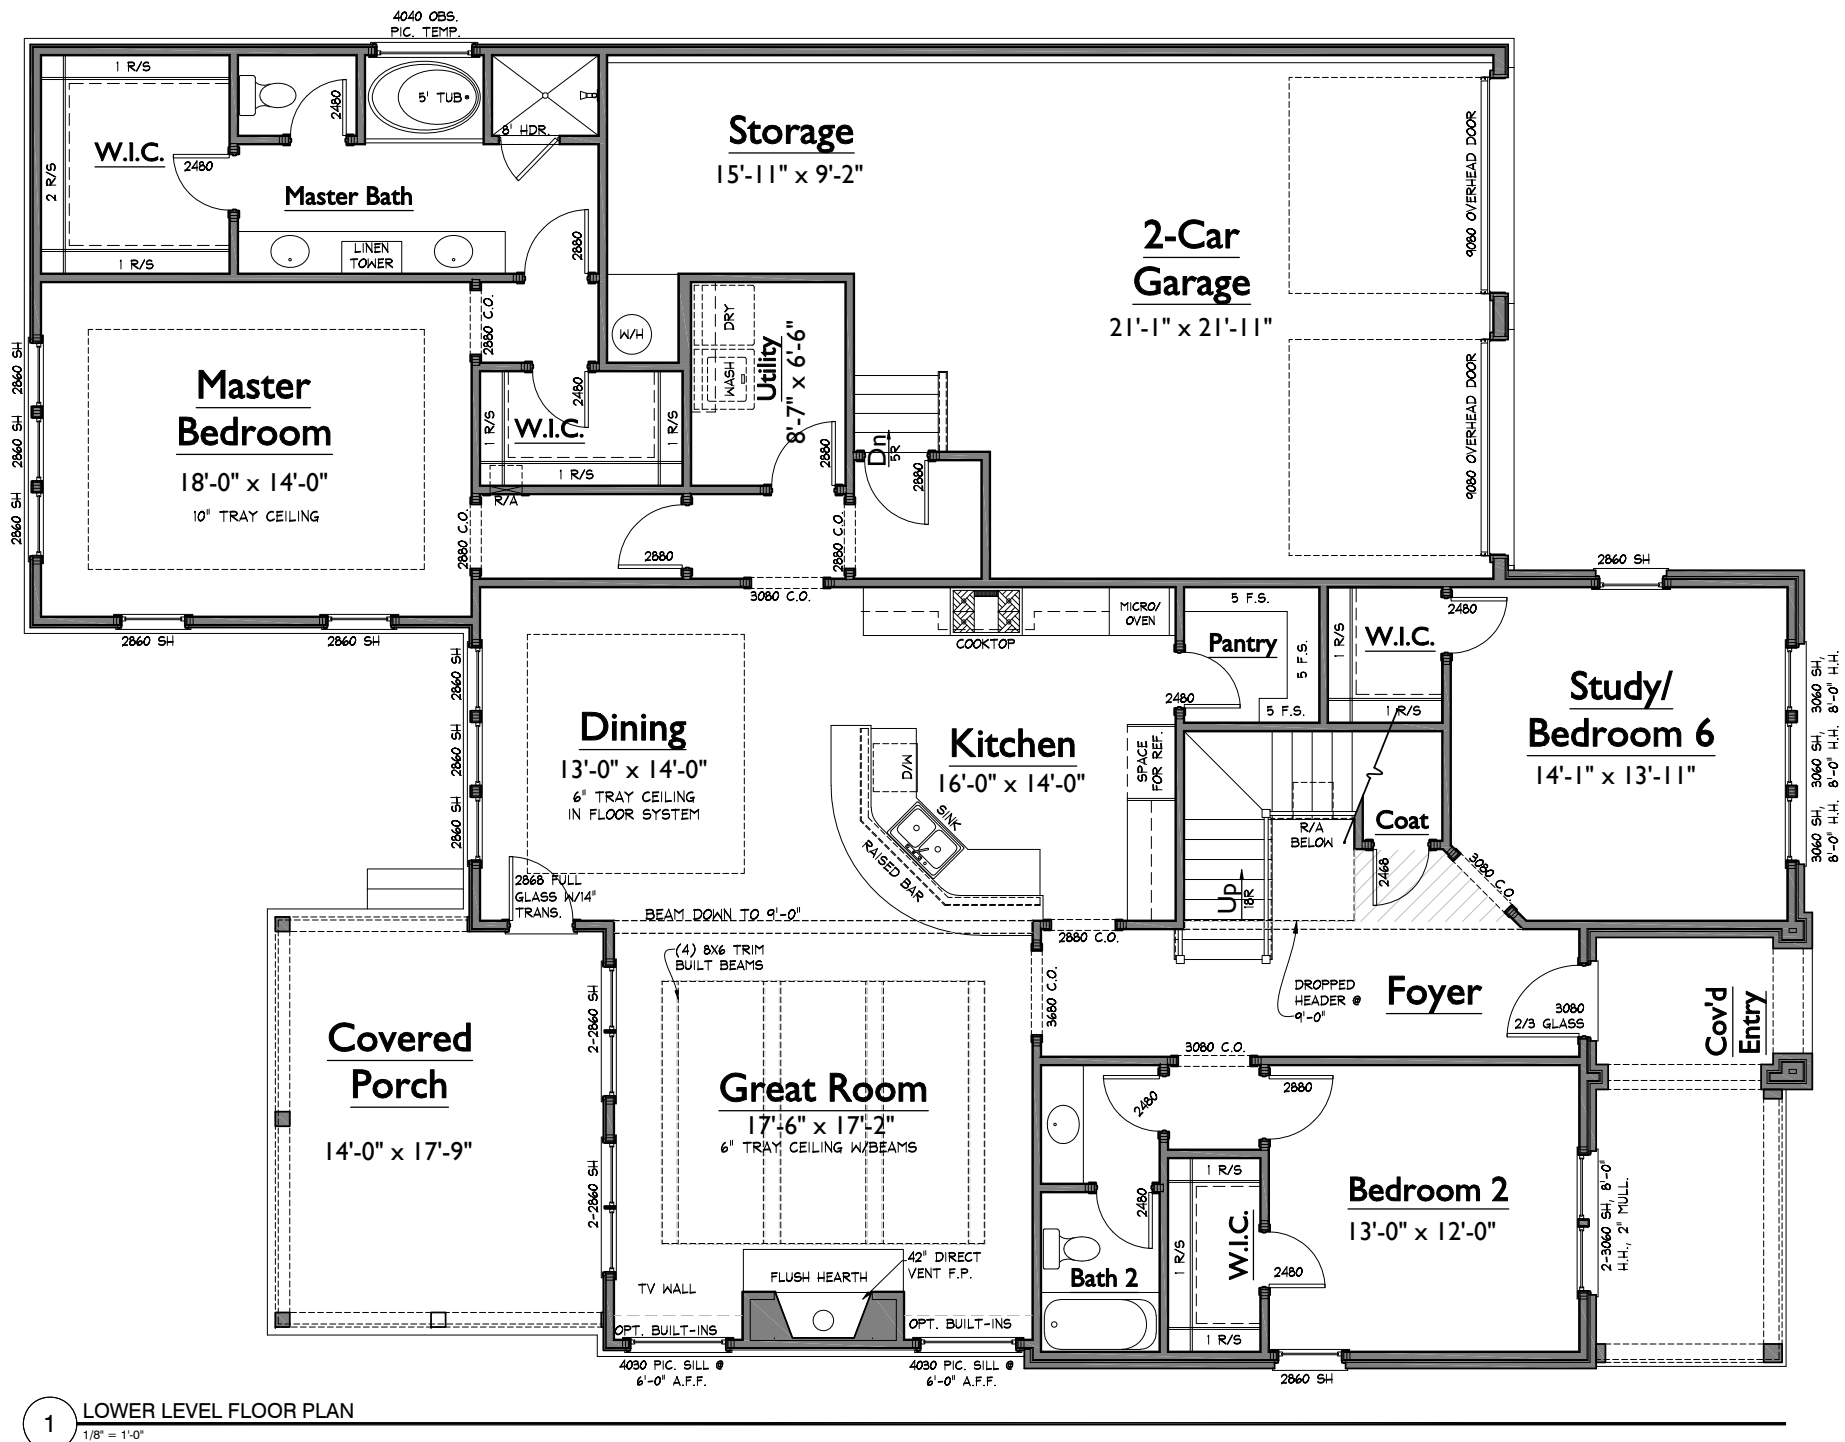 4040 OBS.
PIC. TEMP.
1 R/S
2 R/S
W.I.C.
2480
1 R/S
2480
5' TUB
8' HDR.
Master Bath
LINEN
TOWER
2880
Storage
15'-11" x 9'-2"
2-Car
Garage
21'-1" x 21'-11"
9080 OVERHEAD DOOR
9080 OVERHEAD DOOR
2860 SH
2860 SH
2860 SH
Master
Bedroom
18'-0" x 14'-0"
10" TRAY CEILING
2880 C.O.
W/H
DRY
WASH
Utility
8'-7" x 6'-6"
2880
2480
W.I.C.
1 R/S
1 R/S
1 R/S
R/A
Dn
5R
2880
2880 C.O.
2880
2880 C.O.
2860 SH
2860 SH
3080 C.O.
2860 SH
2860 SH
2860 SH
2860 SH
COOKTOP
MICRO/
OVEN
5 F.S.
Pantry
5 F.S.
5 F.S.
2480
1 R/S
W.I.C.
1 R/S
2480
Study/
Bedroom 6
14'-1" x 13'-11"
3060 SH,
8'-0" H.H.
3060 SH,
8'-0" H.H.
3060 SH,
8'-0" H.H.
Dining
13'-0" x 14'-0"
6" TRAY CEILING
IN FLOOR SYSTEM
Kitchen
16'-0" x 14'-0"
D/W
SINK
RAISED BAR
SPACE
FOR REF.
R/A
BELOW
Coat
2468
3080 C.O.
UP
18R
2868 FULL
GLASS W/14"
TRANS.
BEAM DOWN TO 9'-0"
2880 C.O.
(4) 8X6 TRIM
BUILT BEAMS
3680 C.O.
DROPPED
HEADER @
9'-0"
Foyer
3080
2/3 GLASS
Cov'd
Entry
2-2860 SH
2-2860 SH
Covered
Porch
14'-0" x 17'-9"
Great Room
17'-6" x 17'-2"
6" TRAY CEILING W/BEAMS
3080 C.O.
2480
2880
2480
Bath 2
1 R/S
1 R/S
1 R/S
W.I.C.
2480
Bedroom 2
13'-0" x 12'-0"
2-3060 SH, 8'-0"
H.H., 2" MULL.
42" DIRECT
VENT F.P.
FLUSH HEARTH
TV WALL
OPT. BUILT-INS
OPT. BUILT-INS
4030 PIC. SILL @
6'-0" A.F.F.
4030 PIC. SILL @
6'-0" A.F.F.
2860 SH
1
LOWER LEVEL FLOOR PLAN
1/8" = 1'-0"